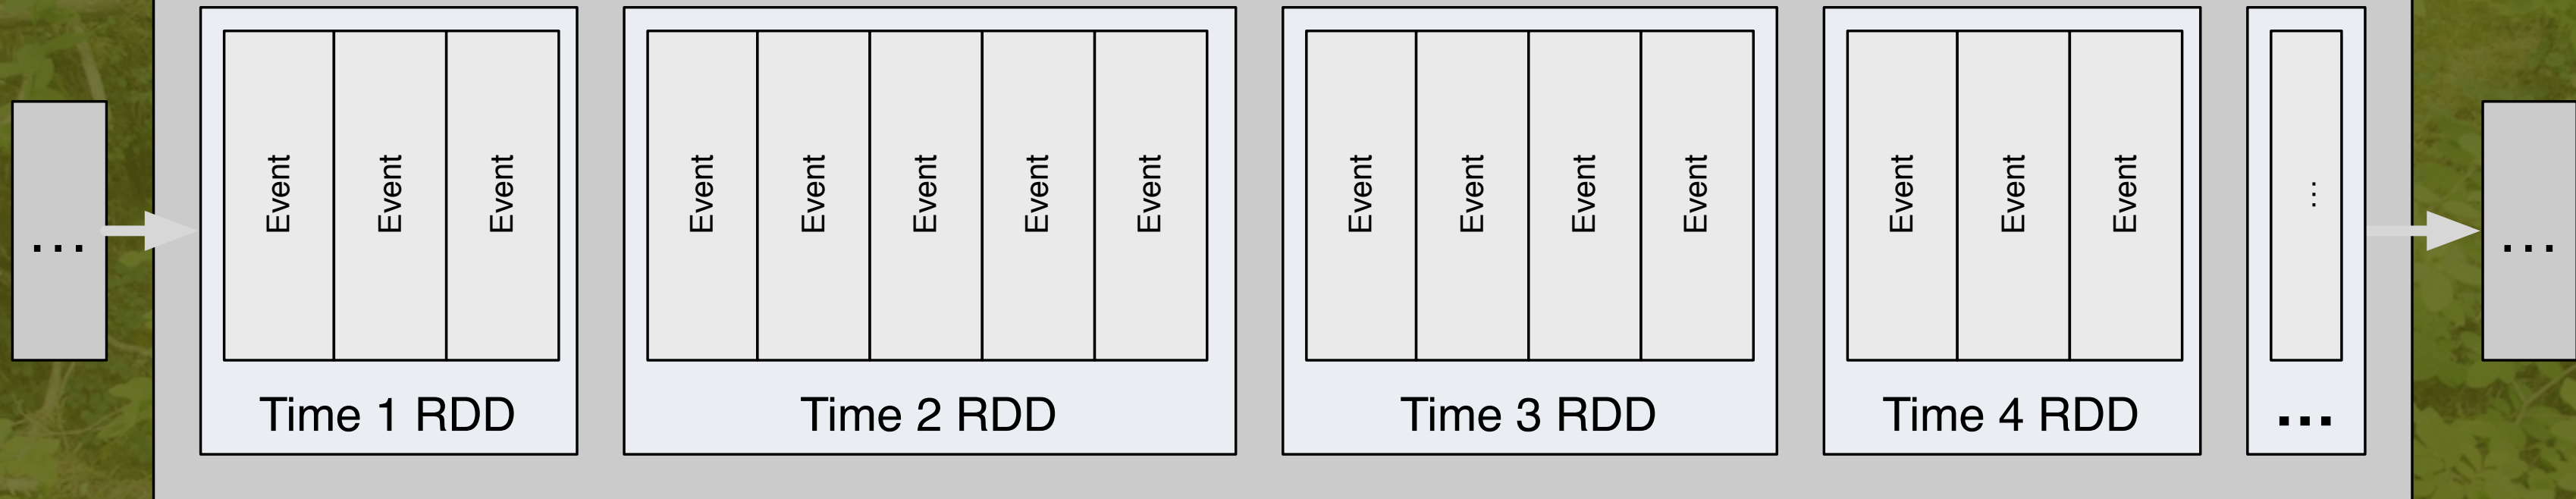 ...
Event Event Event
Time 1 RDD
Event Event Event Event Event
Time 2 RDD
Event Event Event Event
Time 3 RDD
Event Event Event
Time 4 RDD
...
...
...